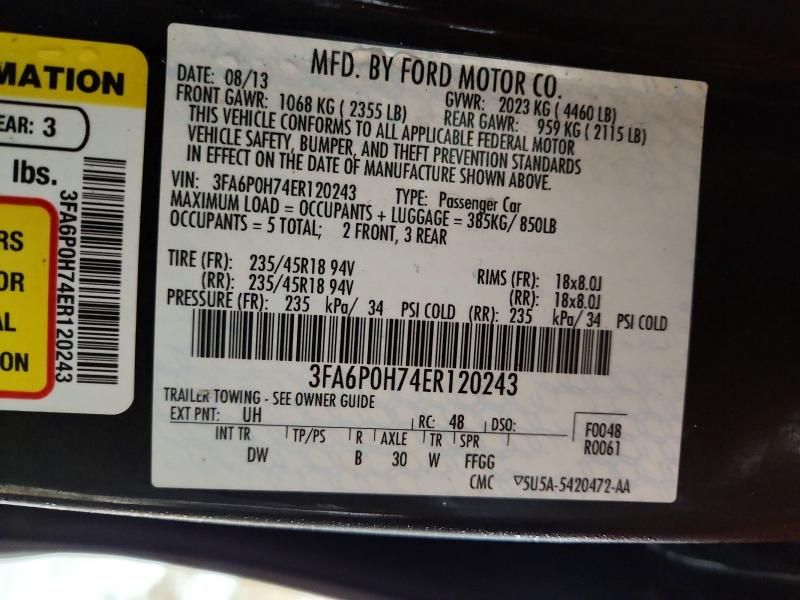 MATION
EAR: 3
lbs.
RS
OR
AL
ION
3FA6P0H74ER120243
MFD. BY FORD MOTOR CO.
DATE: 08/13 GVWR: 2023 KG ( 4460 LB)
FRONT GAWR: 1068 KG ( 2355 LB) REAR GAWR: 959 KG ( 2115 LB)
THIS VEHICLE CONFORMS TO ALL APPLICABLE FEDERAL MOTOR
VEHICLE SAFETY, BUMPER, AND THEFT PREVENTION STANDARDS
IN EFFECT ON THE DATE OF MANUFACTURE SHOWN ABOVE.
VIN: 3FA6P0H74ER120243 TYPE: Passenger Car
MAXIMUM LOAD = OCCUPANTS + LUGGAGE = 385KG/ 850LB
OCCUPANTS = 5 TOTAL; 2 FRONT, 3 REAR
TIRE (FR): 235/45R18 94V RIMS (FR): 18x8.0J
(RR): 235/45R18 94V (RR): 18x8.0J
PRESSURE (FR): 235 kPa/ 34 PSI COLD (RR): 235 kPa/ 34 PSI COLD
3FA6P0H74ER120243
TRAILER TOWING - SEE OWNER GUIDE
EXT PNT: UH RC: 48 DSO: F0048
R0061
INT TR TP/PS R AXLE TR SPR
DW B 30 W FFGG
CMC ▽5U5A-5420472-AA